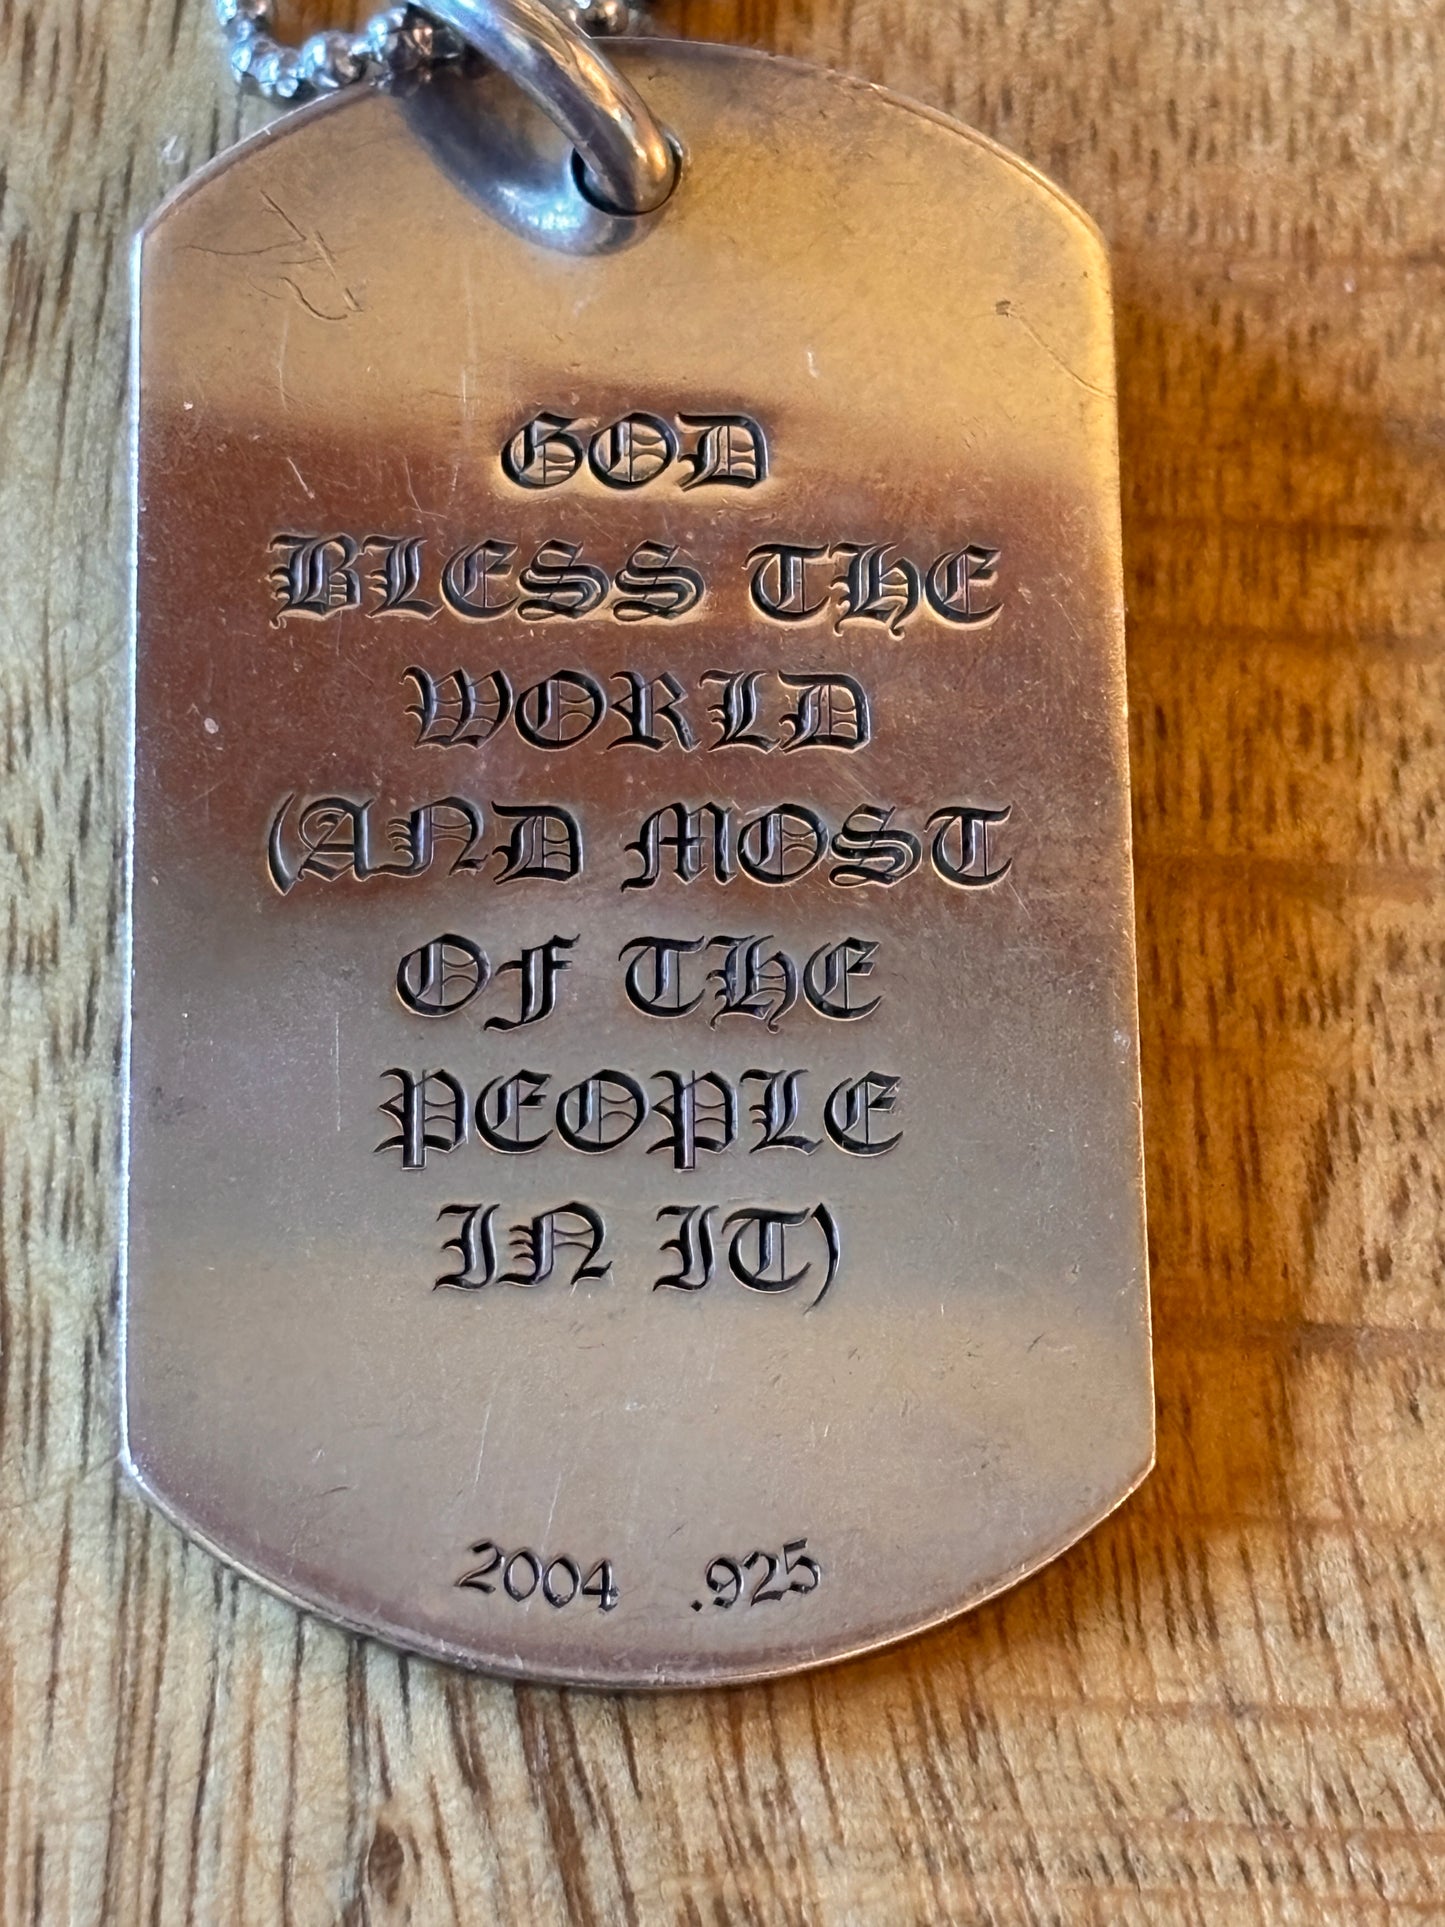 GOD
BLESS THE
WORLD
(AND MOST
OF THE
PEOPLE
IN IT)
2004 .925